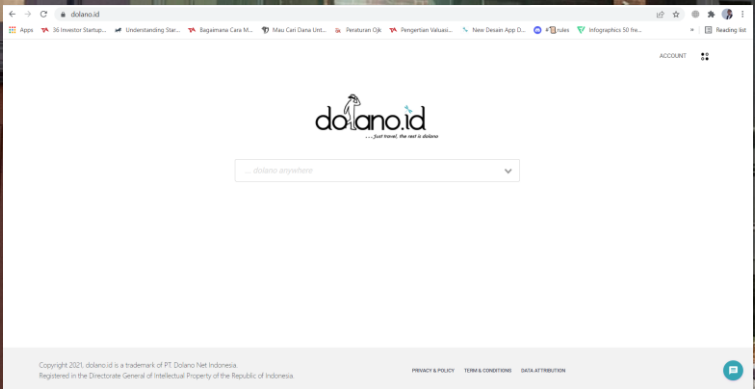 dolano.id
Apps 36 Investor Startup... Understanding Star... Bagaimana Cara M... Mau Cari Dana Unt... Peraturan Ojk Pengertian Valuasi... New Desain App D... rules Infographics 50 fre... » Reading list
ACCOUNT
dolano.id
....just travel, the rest is dolano
... dolano anywhere
Copyright 2021, dolano.id is a trademark of PT. Dolano Net Indonesia.
Registered in the Directorate General of Intellectual Property of the Republic of Indonesia.
PRIVACY & POLICY TERM & CONDITIONS DATA ATTRIBUTION